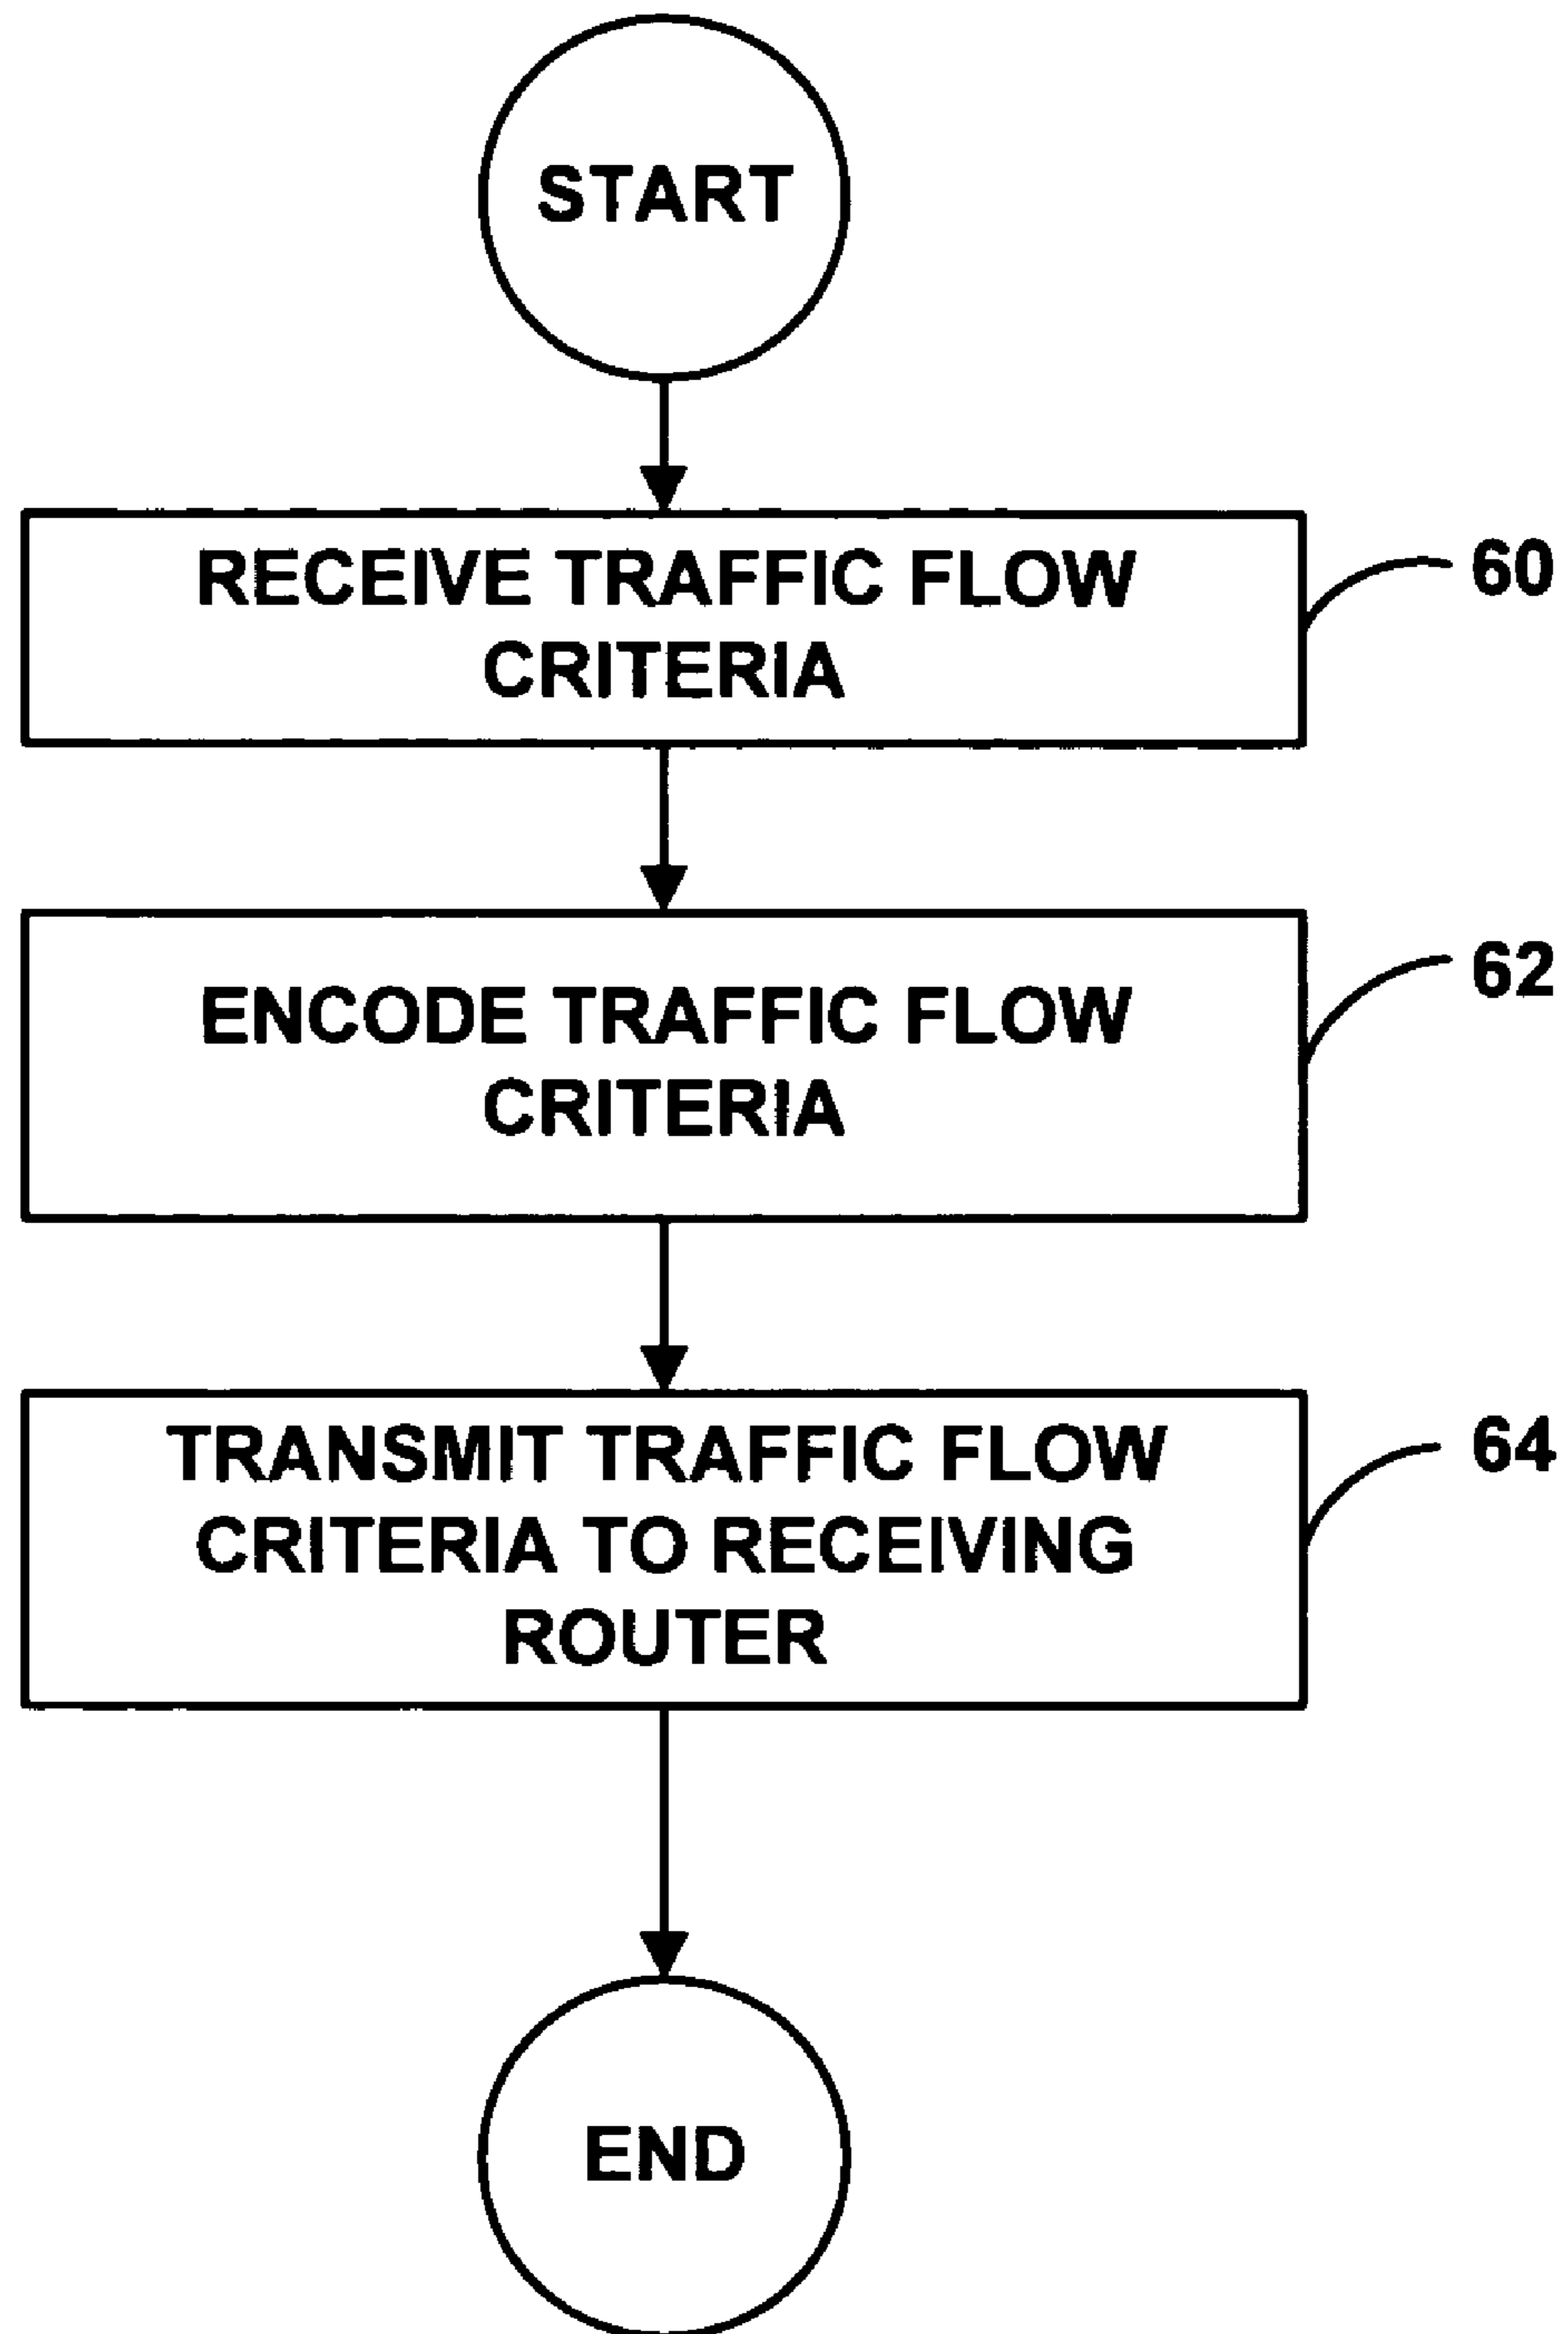 START
RECEIVE TRAFFIC FLOW
CRITERIA
60
ENCODE TRAFFIC FLOW
CRITERIA
62
TRANSMIT TRAFFIC FLOW
CRITERIA TO RECEIVING
ROUTER
64
END